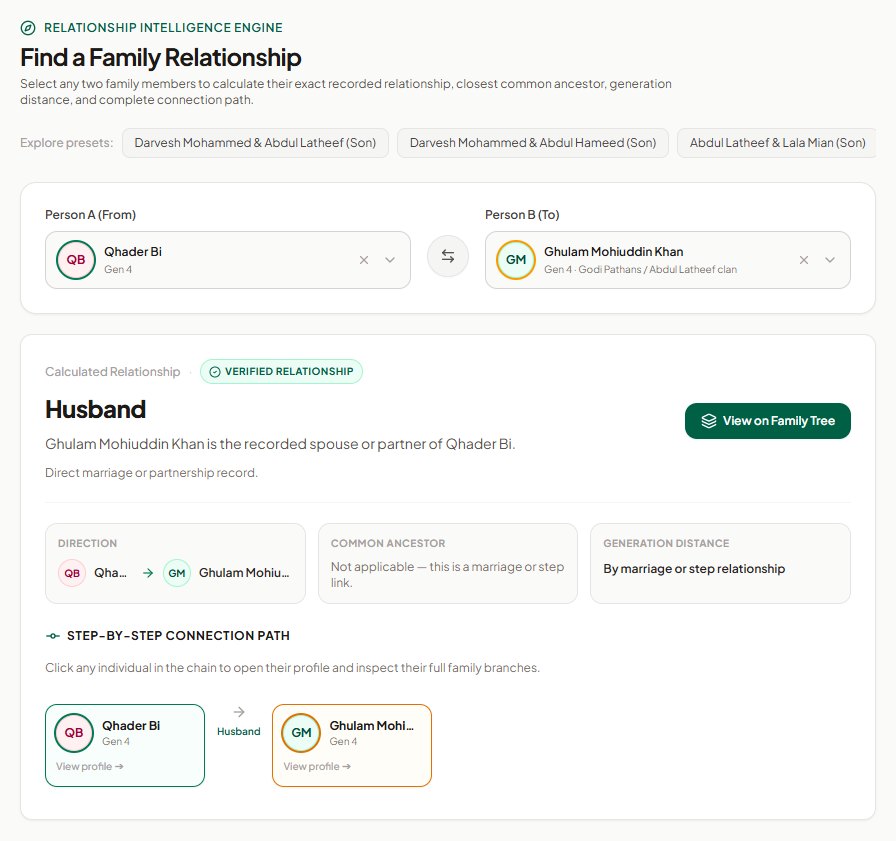 RELATIONSHIP INTELLIGENCE ENGINE
Find a Family Relationship
Select any two family members to calculate their exact recorded relationship, closest common ancestor, generation
distance, and complete connection path.
Explore presets: Darvesh Mohammed & Abdul Latheef (Son) Darvesh Mohammed & Abdul Hameed (Son) Abdul Latheef & Lala Mian (Son)
Person A (From) Person B (To)
QB Qhader Bi GM Ghulam Mohiuddin Khan
Gen 4 Gen 4 · Godi Pathans / Abdul Latheef clan
Calculated Relationship · VERIFIED RELATIONSHIP
Husband
View on Family Tree
Ghulam Mohiuddin Khan is the recorded spouse or partner of Qhader Bi.
Direct marriage or partnership record.
DIRECTION COMMON ANCESTOR GENERATION DISTANCE
QB Qha... → GM Ghulam Mohiu... Not applicable — this is a marriage or step By marriage or step relationship
link.
STEP-BY-STEP CONNECTION PATH
Click any individual in the chain to open their profile and inspect their full family branches.
QB Qhader Bi → GM Ghulam Mohi...
Gen 4 Husband Gen 4
View profile → View profile →